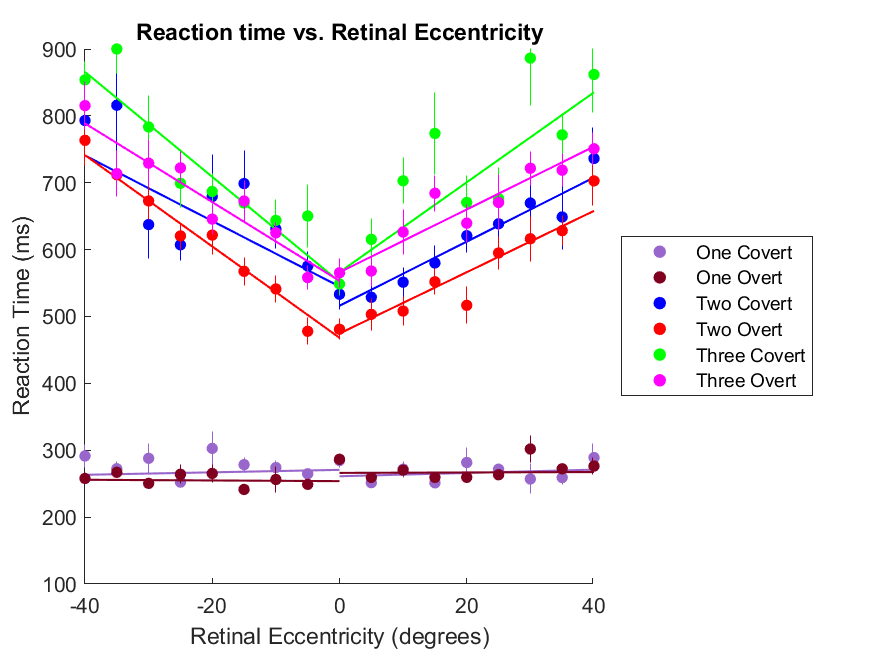 Reaction time vs. Retinal Eccentricity
900
800
700
600
500
400
300
200
100
Reaction Time (ms)
-40
-20
0
20
40
Retinal Eccentricity (degrees)
One Covert
One Overt
Two Covert
Two Overt
Three Covert
Three Overt